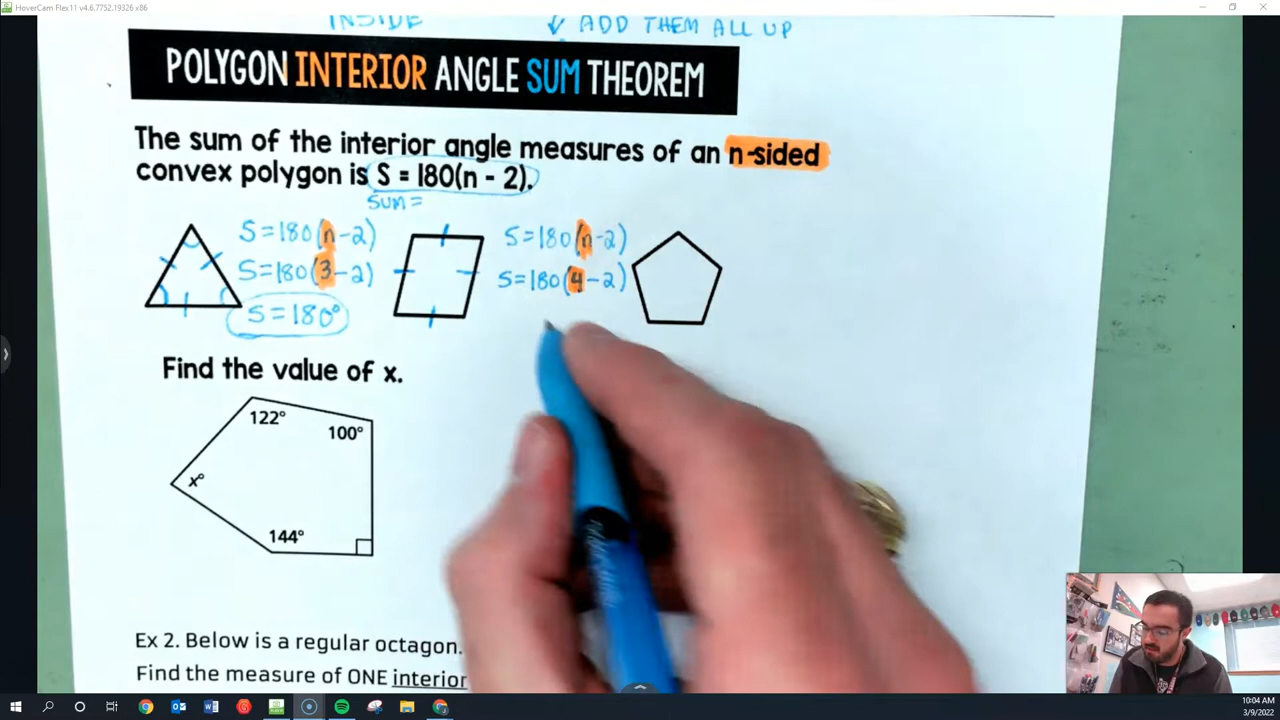 HoverCam Flex11 v4.6.7752.19326 x86
INSIDE ↓ ADD THEM ALL UP
POLYGON INTERIOR ANGLE SUM THEOREM
The sum of the interior angle measures of an n-sided
convex polygon is S = 180(n - 2).
SUM =
S=180(n-2)
S=180(3-2)
S=180°
S=180(n-2)
S=180(4-2)
Find the value of x.
122°
100°
x°
144°
Ex 2. Below is a regular octagon.
Find the measure of ONE interior
10:04 AM
3/9/2022